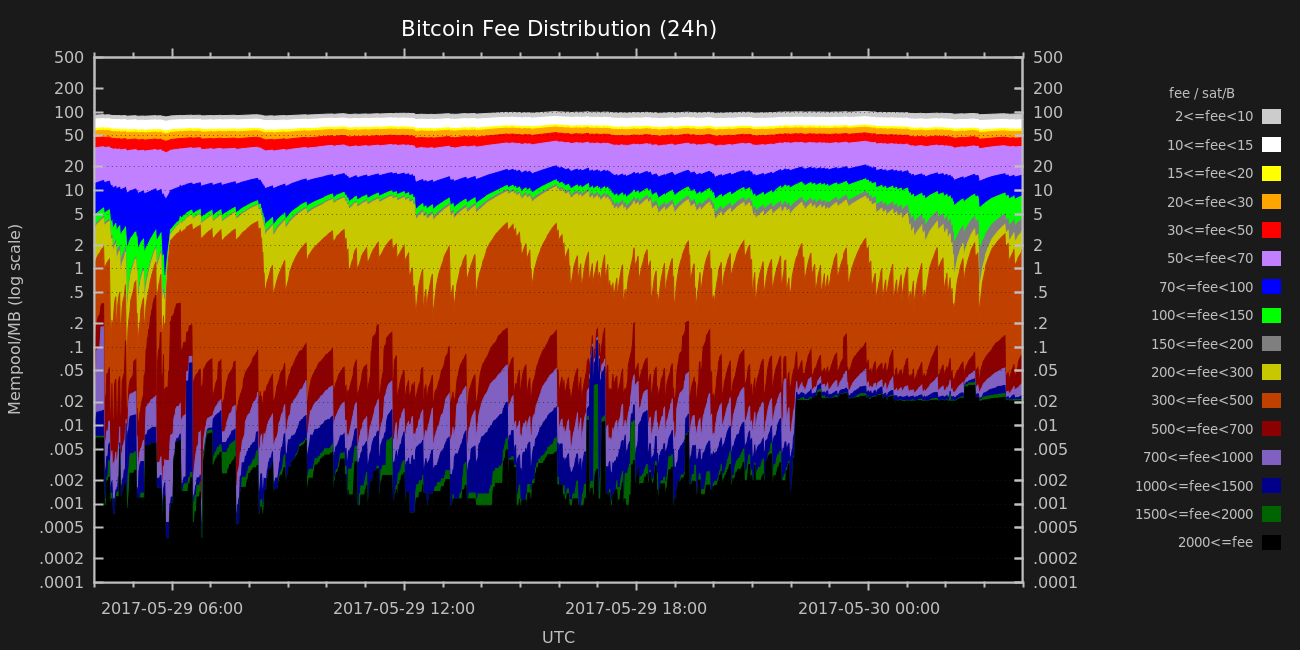 Bitcoin Fee Distribution (24h)
500
200
100
50
20
10
5
2
1
.5
.2
.1
.05
.02
.01
.005
.002
.001
.0005
.0002
.0001
Mempool/MB (log scale)
500
200
100
50
20
10
5
2
1
.5
.2
.1
.05
.02
.01
.005
.002
.001
.0005
.0002
.0001
2017-05-29 06:00
2017-05-29 12:00
2017-05-29 18:00
2017-05-30 00:00
UTC
fee / sat/B
2<=fee<10
10<=fee<15
15<=fee<20
20<=fee<30
30<=fee<50
50<=fee<70
70<=fee<100
100<=fee<150
150<=fee<200
200<=fee<300
300<=fee<500
500<=fee<700
700<=fee<1000
1000<=fee<1500
1500<=fee<2000
2000<=fee